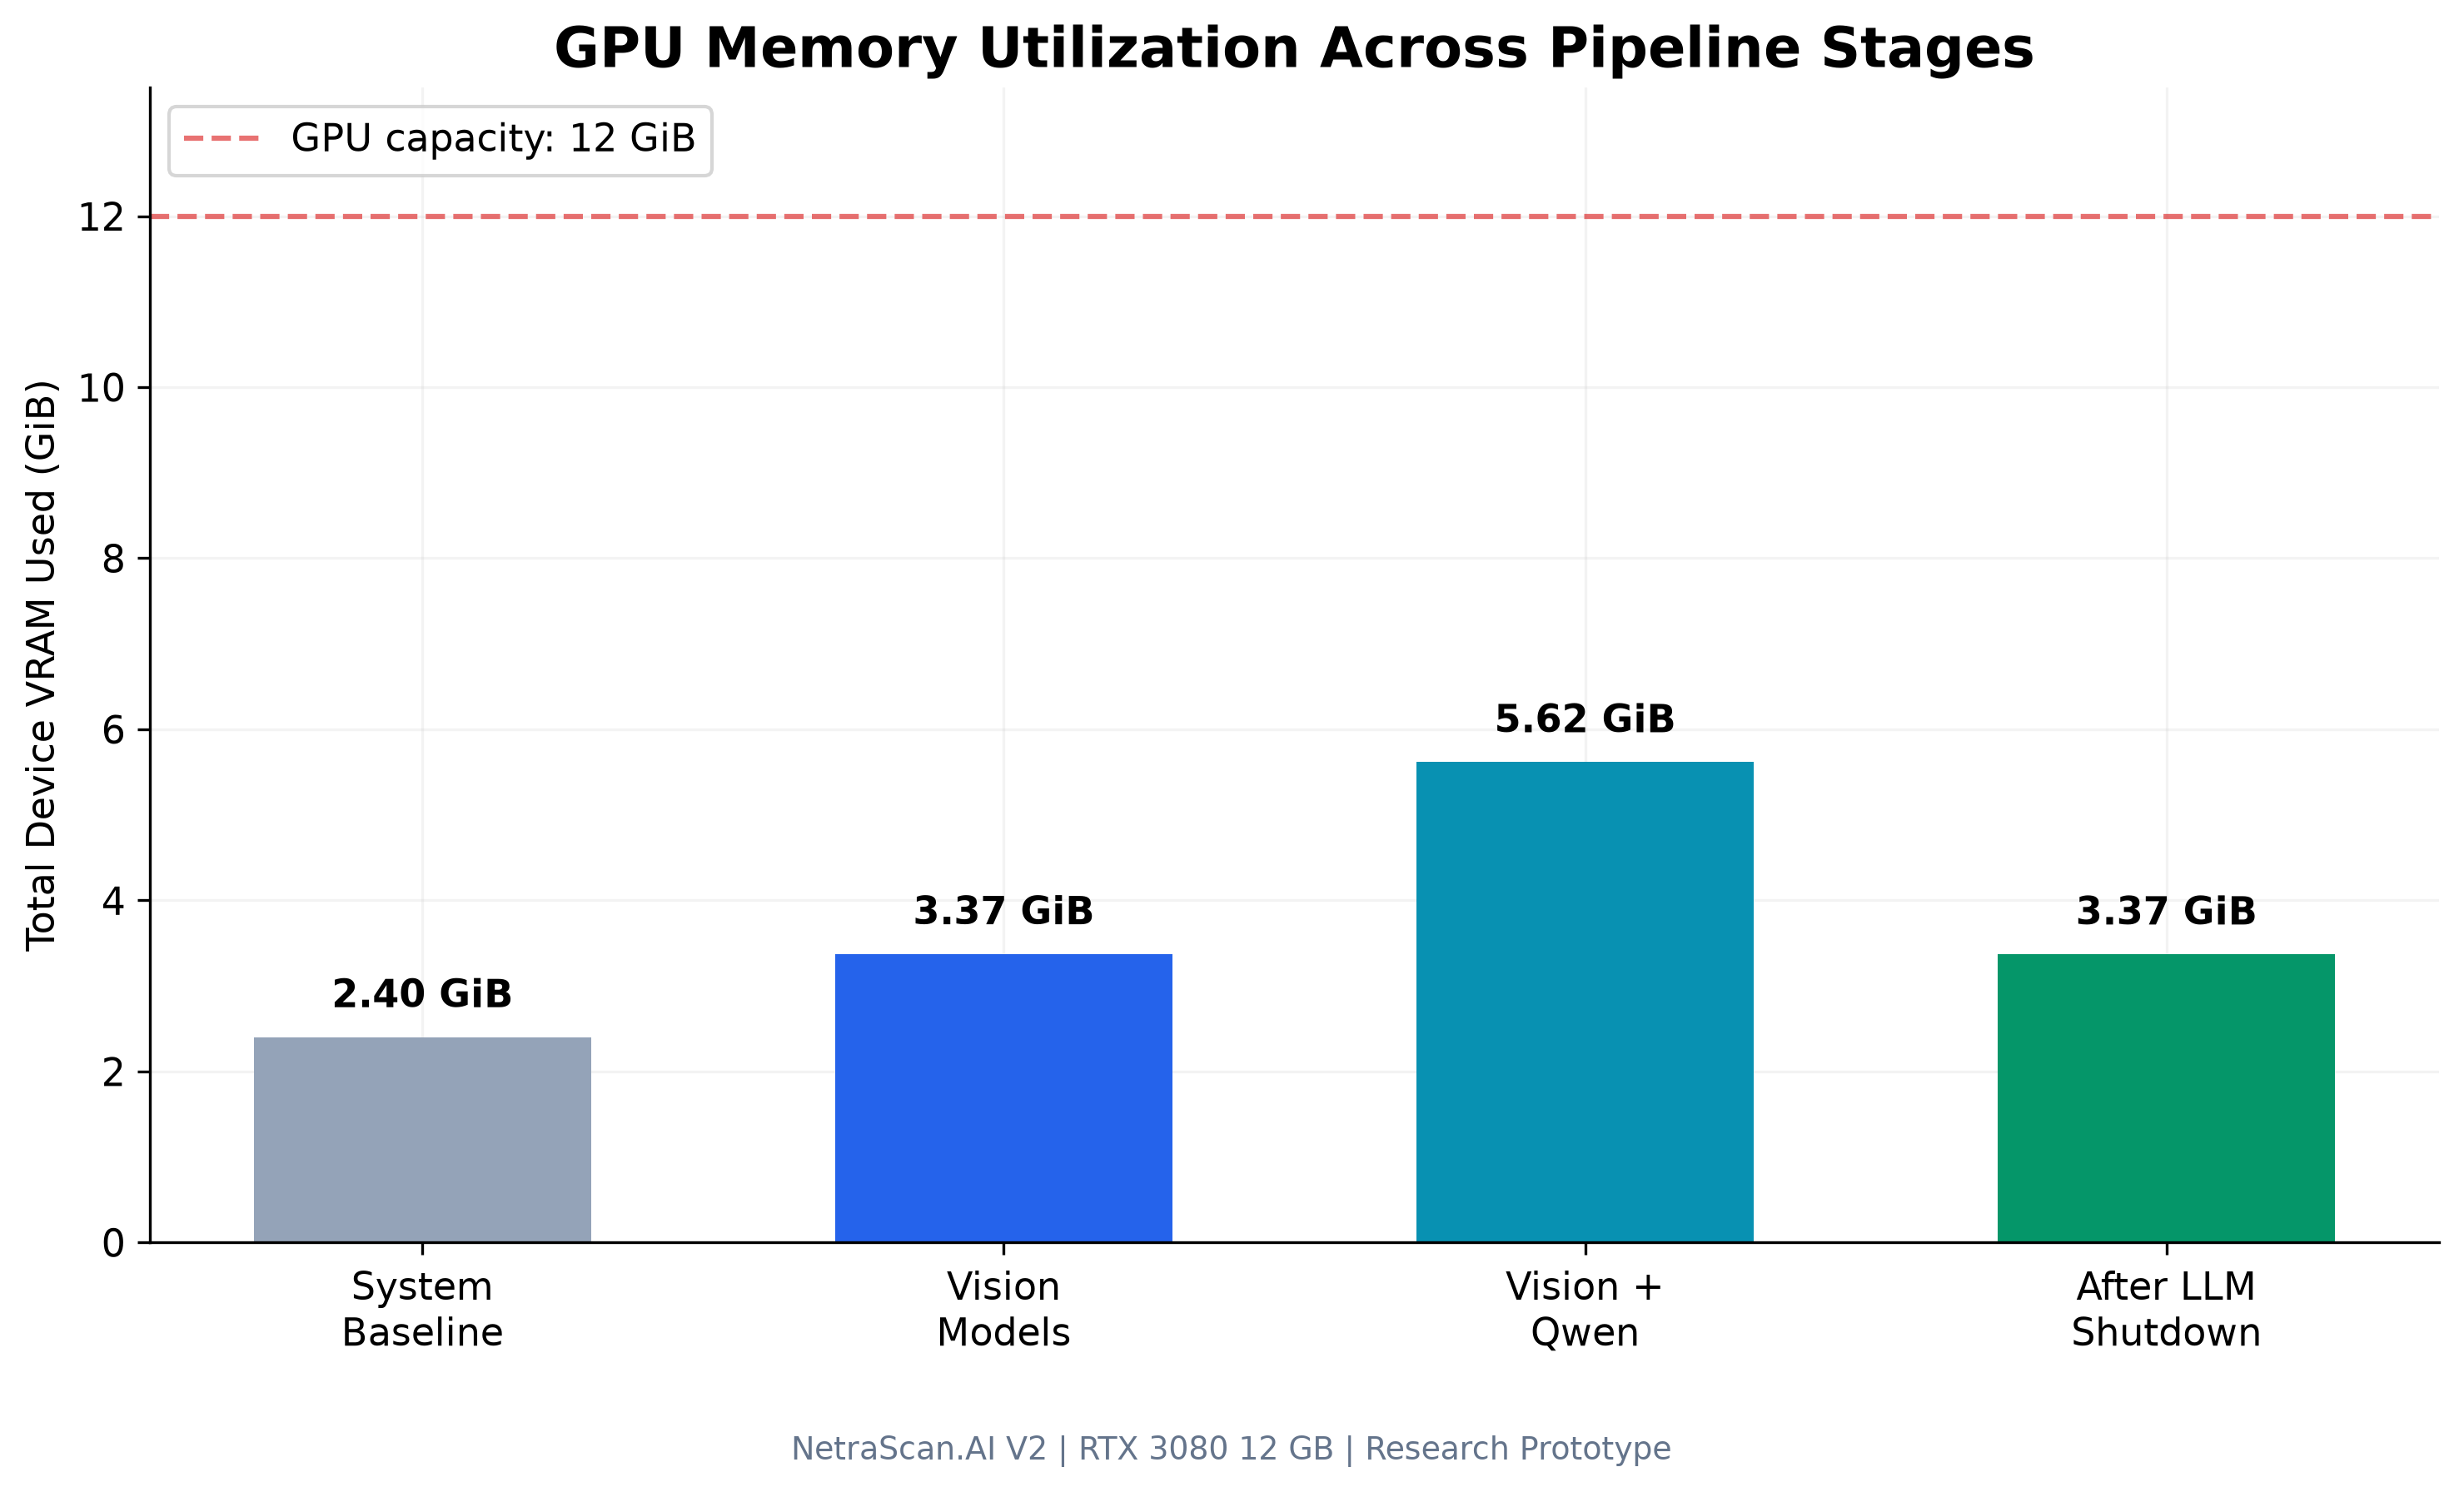 GPU Memory Utilization Across Pipeline Stages
GPU capacity: 12 GiB
Total Device VRAM Used (GiB)
12
10
8
6
4
2
0
2.40 GiB
3.37 GiB
5.62 GiB
3.37 GiB
System
Baseline
Vision
Models
Vision +
Qwen
After LLM
Shutdown
NetraScan.AI V2 | RTX 3080 12 GB | Research Prototype